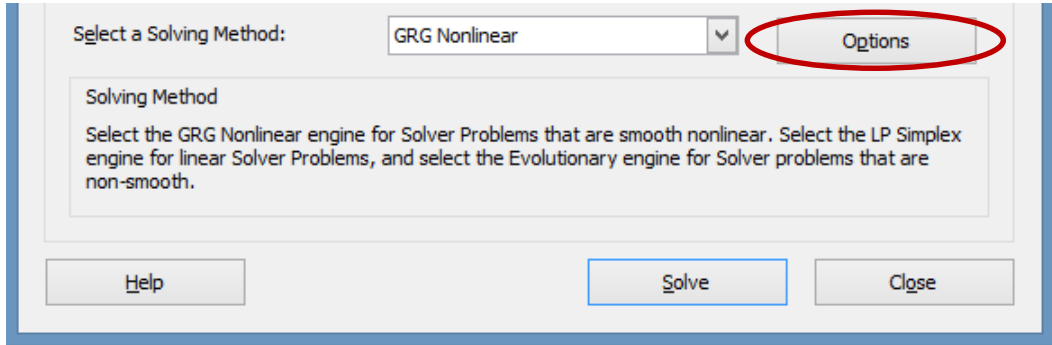 Select a Solving Method:
GRG Nonlinear
Options
Solving Method
Select the GRG Nonlinear engine for Solver Problems that are smooth nonlinear. Select the LP Simplex
engine for linear Solver Problems, and select the Evolutionary engine for Solver problems that are
non-smooth.
Help
Solve
Close